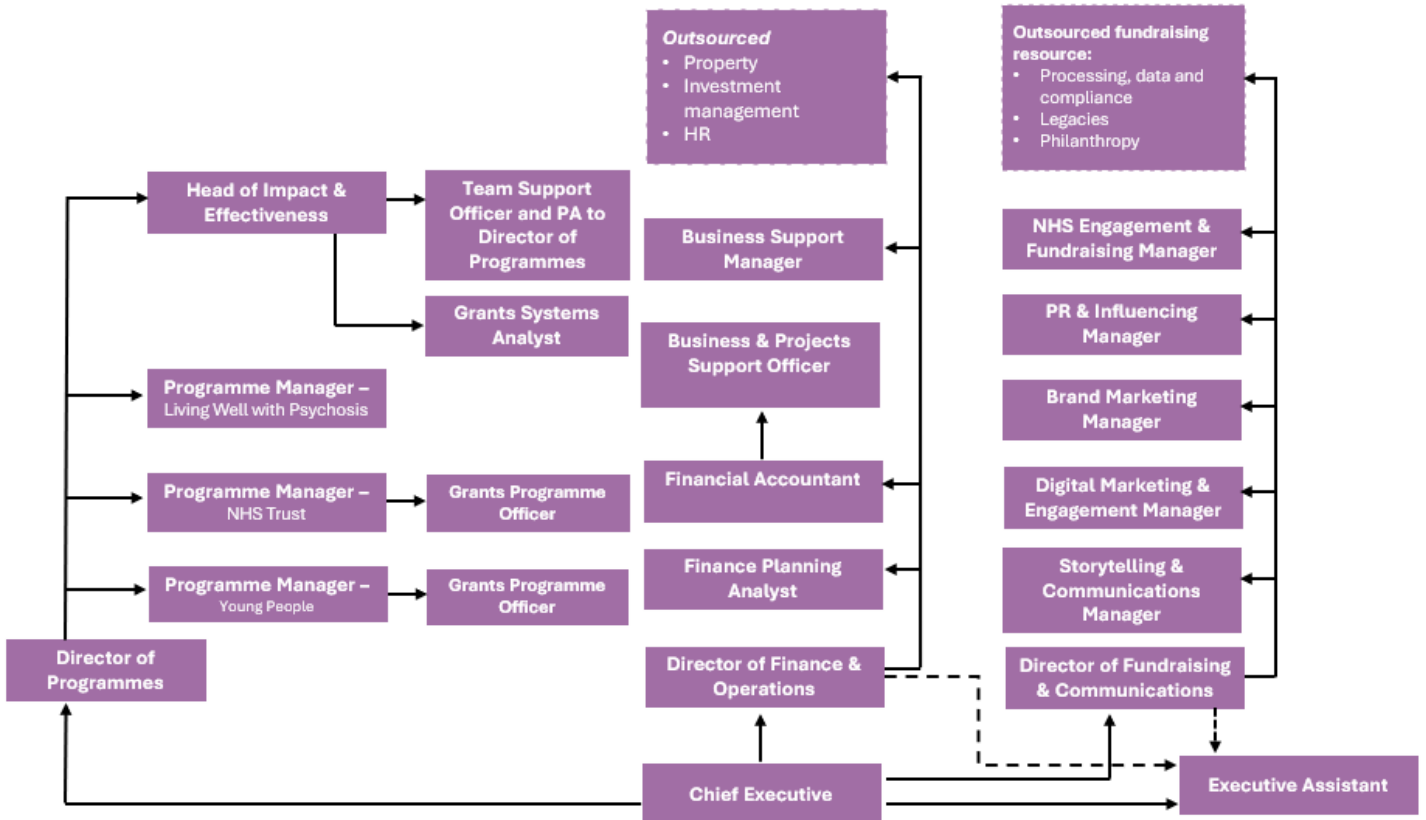 Outsourced
• Property
• Investment
management
• HR
Outsourced fundraising
resource:
• Processing, data and
compliance
• Legacies
• Philanthropy
Head of Impact &
Effectiveness
Team Support
Officer and PA to
Director of
Programmes
Grants Systems
Analyst
Programme Manager –
Living Well with Psychosis
Programme Manager –
NHS Trust
Grants Programme
Officer
Programme Manager –
Young People
Grants Programme
Officer
Director of
Programmes
Business Support
Manager
Business & Projects
Support Officer
Financial Accountant
Finance Planning
Analyst
Director of Finance &
Operations
NHS Engagement &
Fundraising Manager
PR & Influencing
Manager
Brand Marketing
Manager
Digital Marketing &
Engagement Manager
Storytelling &
Communications
Manager
Director of Fundraising
& Communications
Chief Executive
Executive Assistant